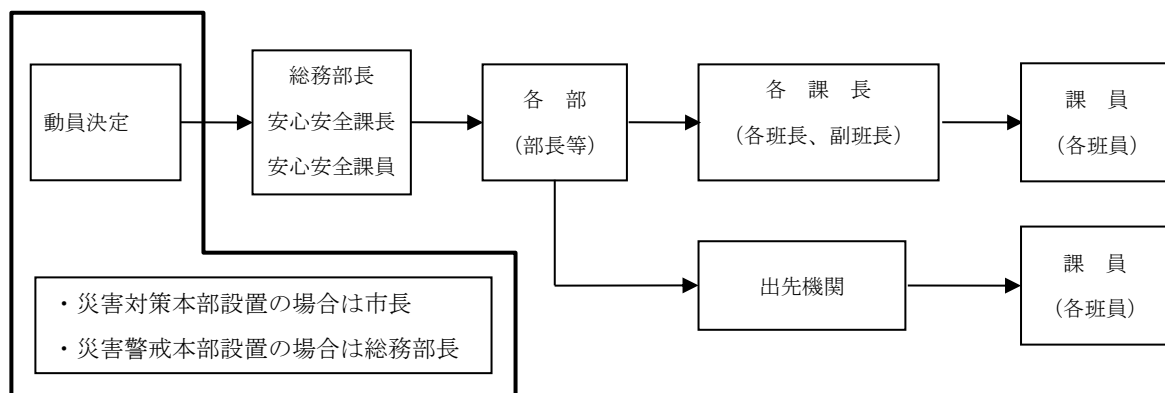 動員決定
総務部長
安心安全課長
安心安全課員
各　部
（部長等）
各　課　長
（各班長、副班長）
課　員
（各班員）
出先機関
課　員
（各班員）
・災害対策本部設置の場合は市長
・災害警戒本部設置の場合は総務部長